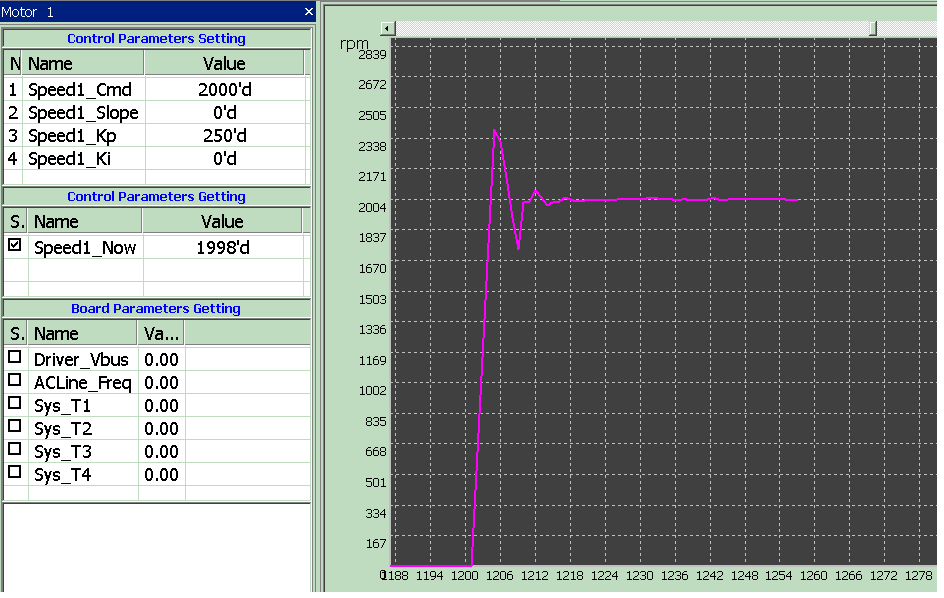 Motor 1 ×
Control Parameters Setting
N Name Value
1 Speed1_Cmd 2000'd
2 Speed1_Slope 0'd
3 Speed1_Kp 250'd
4 Speed1_Ki 0'd
Control Parameters Getting
S. Name Value
Speed1_Now 1998'd
Board Parameters Getting
S. Name Va...
Driver_Vbus 0.00
ACLine_Freq 0.00
Sys_T1 0.00
Sys_T2 0.00
Sys_T3 0.00
Sys_T4 0.00
rpm
2839
2672
2505
2338
2171
2004
1837
1670
1503
1336
1169
1002
835
668
501
334
167
0
1188 1194 1200 1206 1212 1218 1224 1230 1236 1242 1248 1254 1260 1266 1272 1278